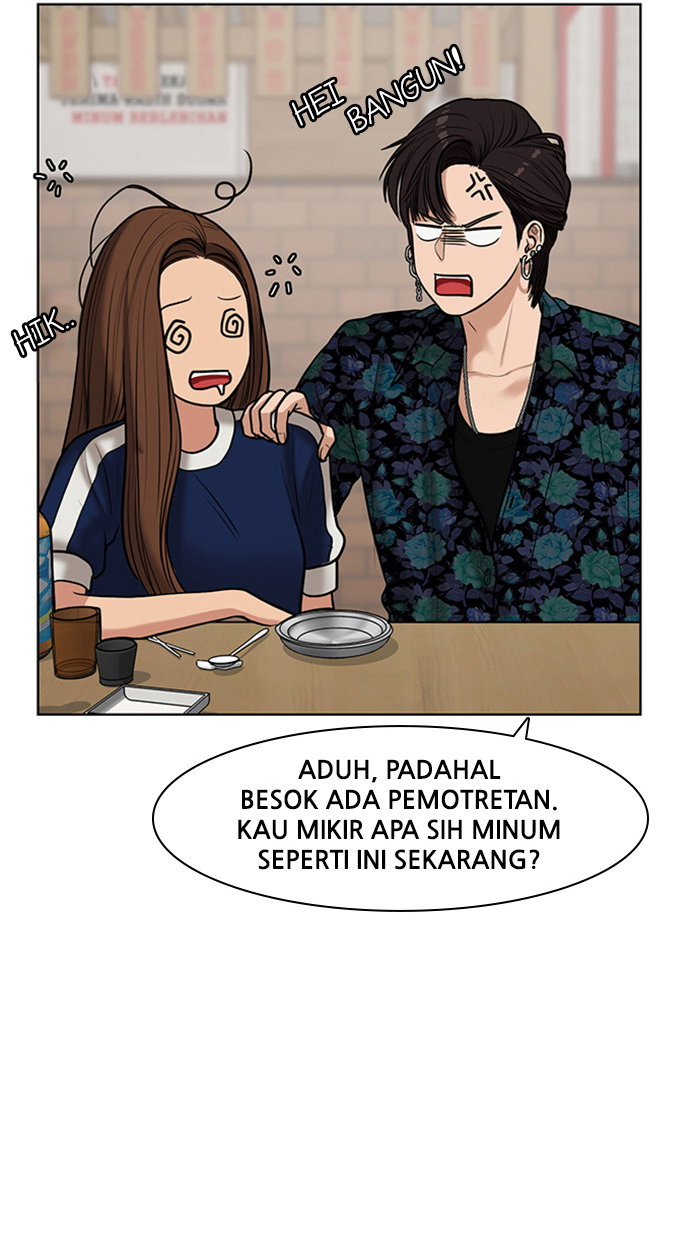 HEI
BANGUN!
HIK..
MINUM BERLEBIHAN
ADUH, PADAHAL
BESOK ADA PEMOTRETAN.
KAU MIKIR APA SIH MINUM
SEPERTI INI SEKARANG?